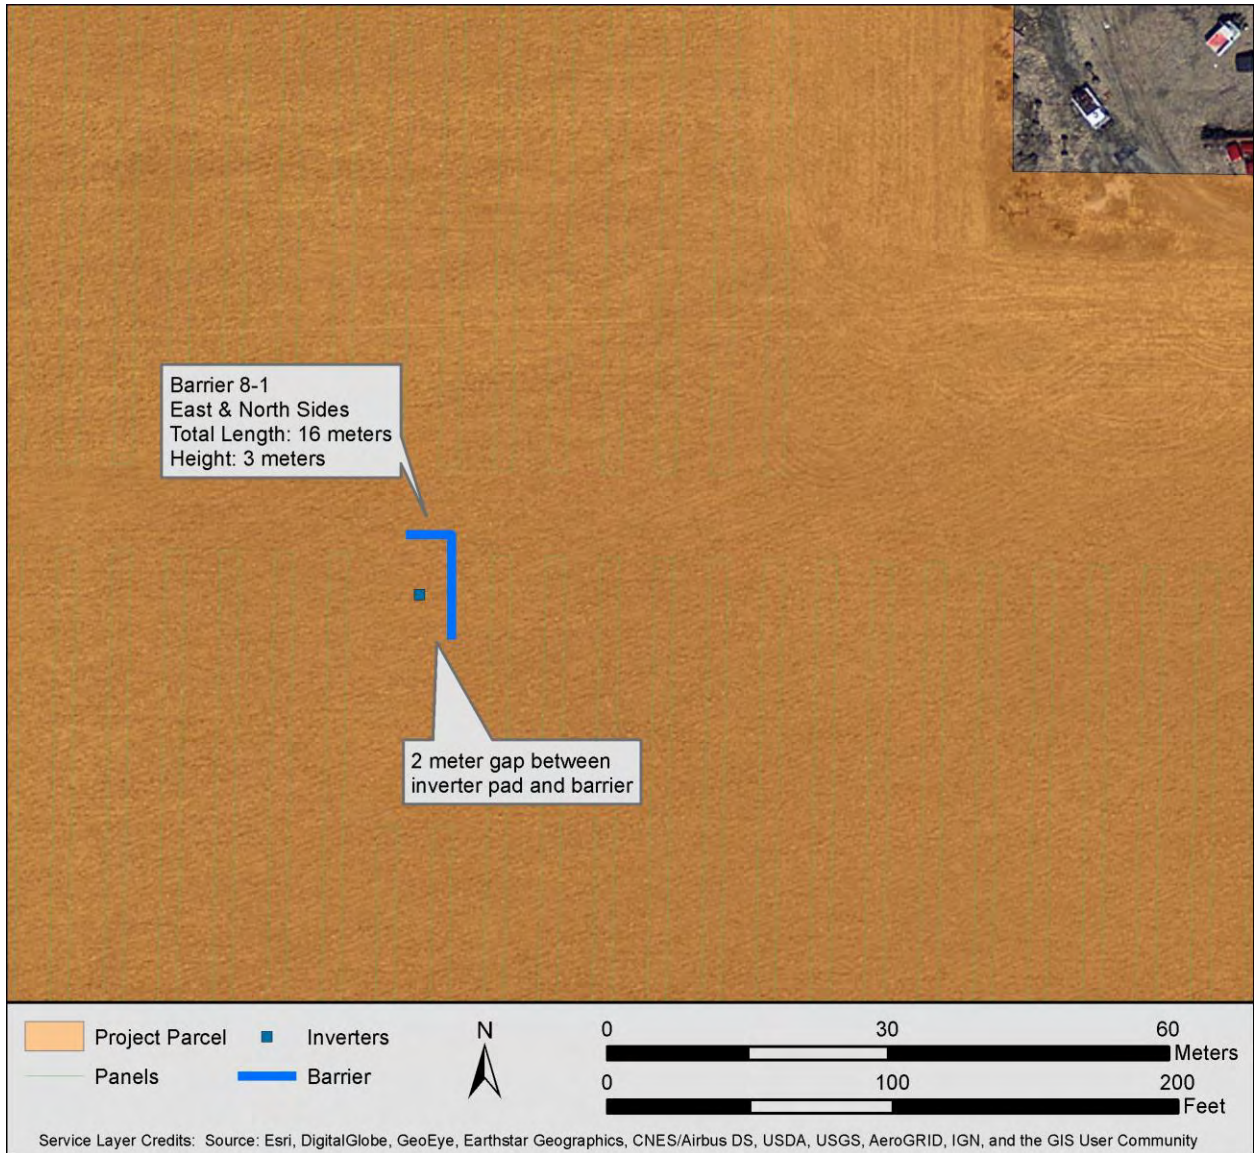 Barrier 8-1
East & North Sides
Total Length: 16 meters
Height: 3 meters
2 meter gap between
inverter pad and barrier
Project Parcel
Inverters
Panels
Barrier
N
0 30 60
Meters
0 100 200
Feet
Service Layer Credits: Source: Esri, DigitalGlobe, GeoEye, Earthstar Geographics, CNES/Airbus DS, USDA, USGS, AeroGRID, IGN, and the GIS User Community